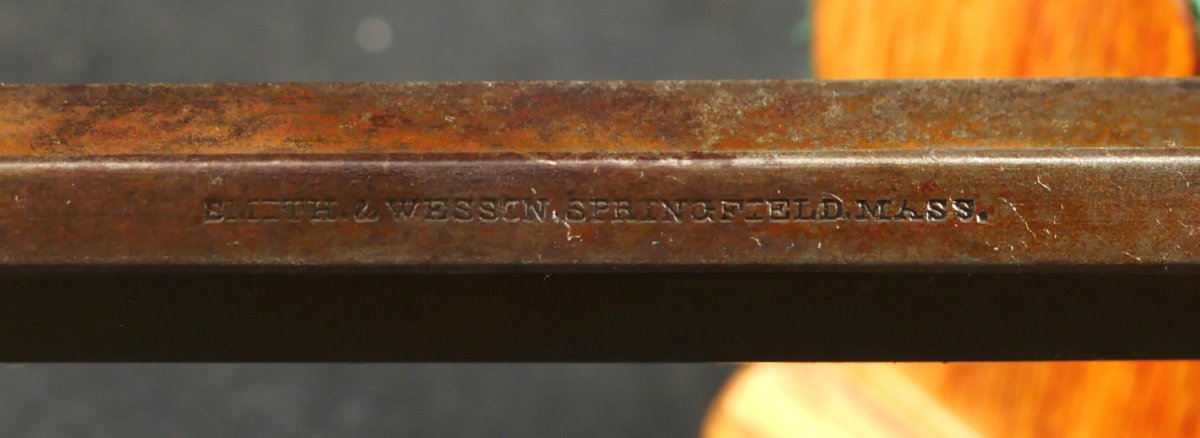 SMITH & WESSON. SPRINGFIELD. MASS.